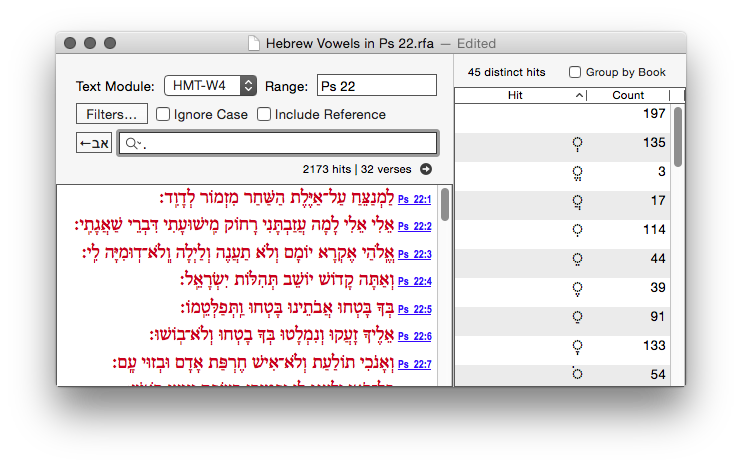 Hebrew Vowels in Ps 22.rfa — Edited
Text Module: HMT-W4 Range: Ps 22
Filters... Ignore Case Include Reference
←אב .
2173 hits | 32 verses
Ps 22:1 לַמְנַצֵּחַ עַל־אַיֶּלֶת הַשַּׁחַר מִזְמוֹר לְדָוִד׃
Ps 22:2 אֵלִי אֵלִי לָמָה עֲזַבְתָּנִי רָחוֹק מִישׁוּעָתִי דִּבְרֵי שַׁאֲגָתִי׃
Ps 22:3 אֱלֹהַי אֶקְרָא יוֹמָם וְלֹא תַעֲנֶה וְלַיְלָה וְלֹא־דוּמִיָּה לִי׃
Ps 22:4 וְאַתָּה קָדוֹשׁ יוֹשֵׁב תְּהִלּוֹת יִשְׂרָאֵל׃
Ps 22:5 בְּךָ בָּטְחוּ אֲבֹתֵינוּ בָּטְחוּ וַתְּפַלְּטֵמוֹ׃
Ps 22:6 אֵלֶיךָ זָעֲקוּ וְנִמְלָטוּ בְּךָ בָטְחוּ וְלֹא־בוֹשׁוּ׃
Ps 22:7 וְאָנֹכִי תוֹלַעַת וְלֹא־אִישׁ חֶרְפַּת אָדָם וּבְזוּי עָם׃
45 distinct hits Group by Book
Hit Count
197
◌ְ 135
◌ֱ 3
◌ֲ 17
◌ִ 114
◌ֵ 44
◌ֶ 39
◌ַ 91
◌ָ 133
◌ֹ 54